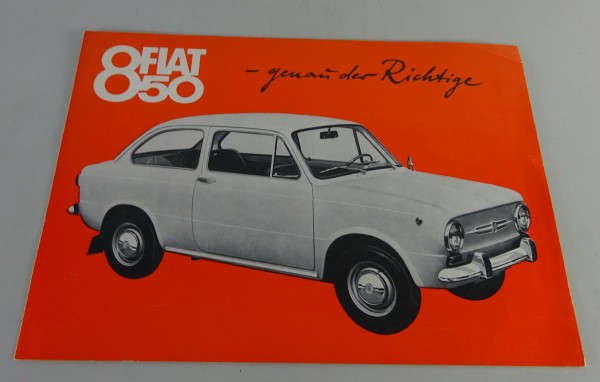 FIAT
850
– genau der Richtige